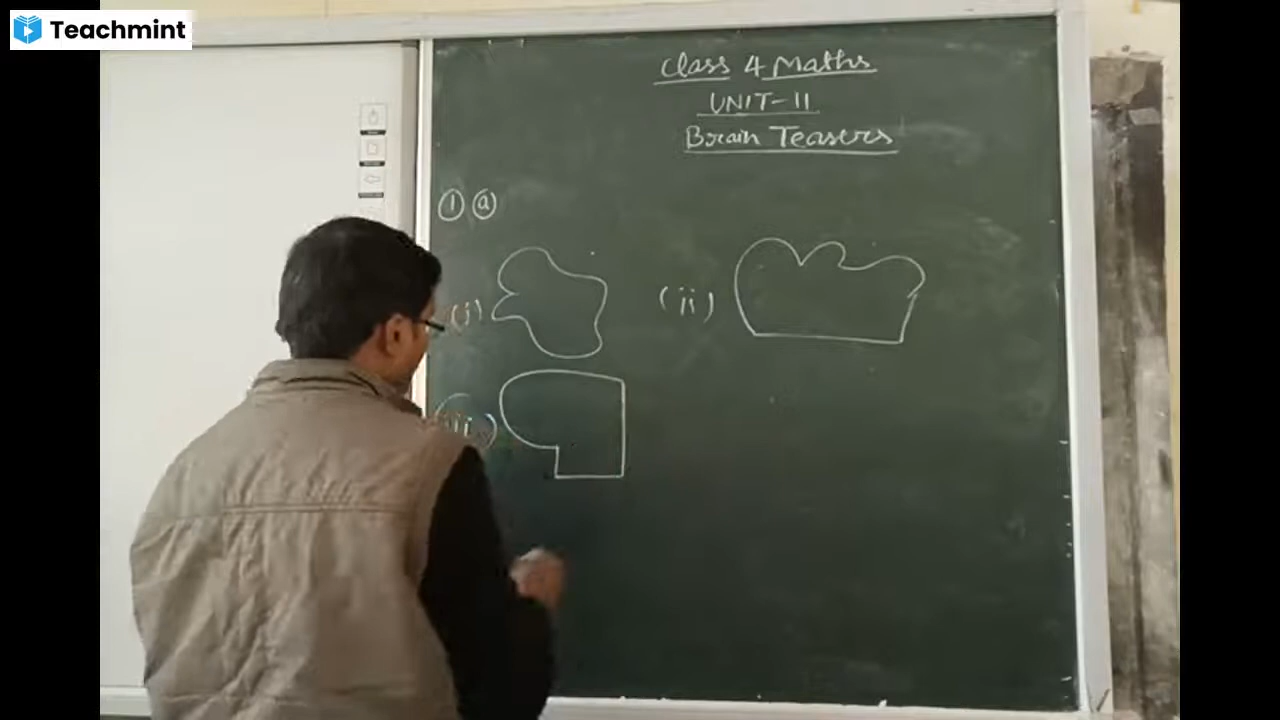 Teachmint
Class 4 Maths
UNIT-11
Brain Teasers
1 a
(i)
(ii)
(iii)